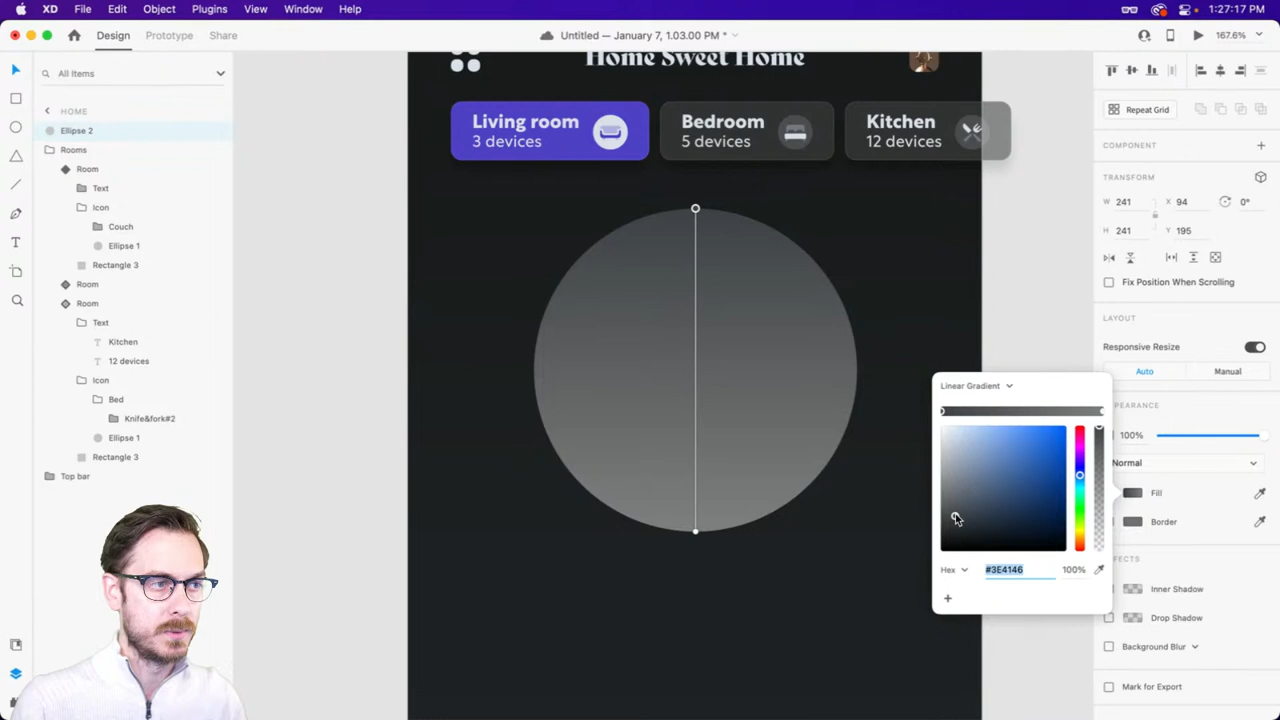 XD File Edit Object Plugins View Window Help 1:27:17 PM
Design Prototype Share Untitled — January 7, 1.03.00 PM * 167.6%
All Items
HOME
Ellipse 2
Rooms
Room
Text
Icon
Couch
Ellipse 1
Rectangle 3
Room
Room
Text
Kitchen
12 devices
Icon
Bed
Knife&fork#2
Ellipse 1
Rectangle 3
Top bar
Home Sweet Home
Living room
3 devices
Bedroom
5 devices
Kitchen
12 devices
Linear Gradient
Hex #3E4146 100%
+
Repeat Grid
COMPONENT +
TRANSFORM
W 241 X 94 0°
H 241 Y 195
Fix Position When Scrolling
LAYOUT
Responsive Resize
Auto Manual
PEARANCE
100%
Normal
Fill
Border
FFECTS
Inner Shadow
Drop Shadow
Background Blur
Mark for Export